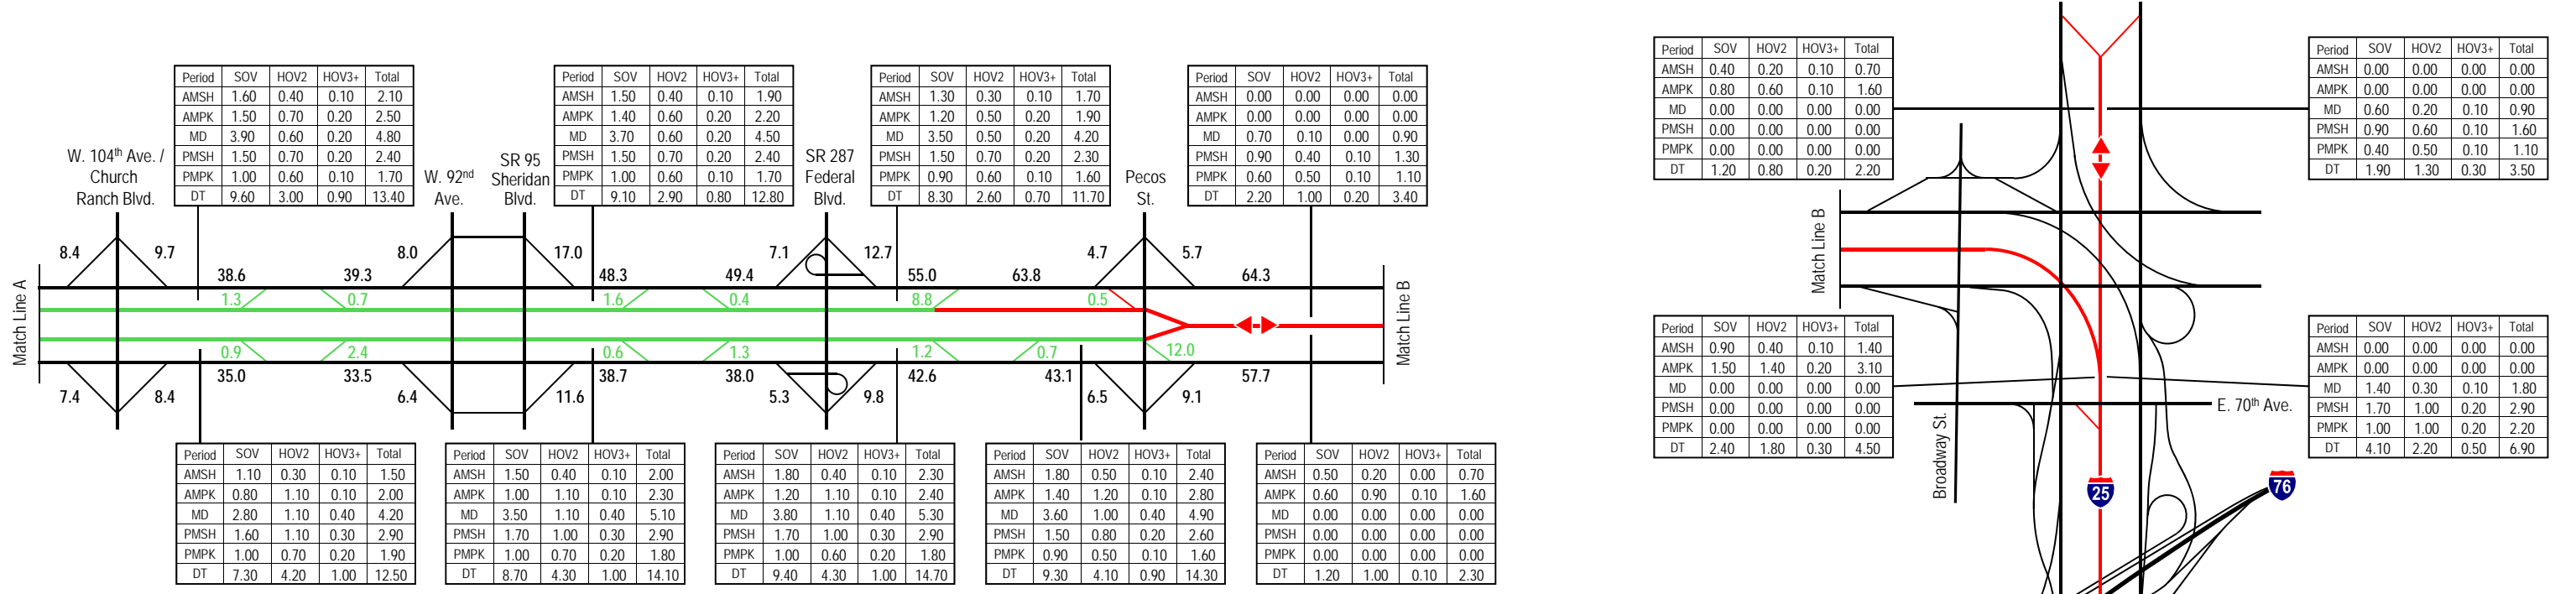 Period SOV HOV2 HOV3+ Total
AMSH 1.60 0.40 0.10 2.10
AMPK 1.50 0.70 0.20 2.50
MD 3.90 0.60 0.20 4.80
PMSH 1.50 0.70 0.20 2.40
PMPK 1.00 0.60 0.10 1.70
DT 9.60 3.00 0.90 13.40
Period SOV HOV2 HOV3+ Total
AMSH 1.50 0.40 0.10 1.90
AMPK 1.40 0.60 0.20 2.20
MD 3.70 0.60 0.20 4.50
PMSH 1.50 0.70 0.20 2.40
PMPK 1.00 0.60 0.10 1.70
DT 9.10 2.90 0.80 12.80
Period SOV HOV2 HOV3+ Total
AMSH 1.30 0.30 0.10 1.70
AMPK 1.20 0.50 0.20 1.90
MD 3.50 0.50 0.20 4.20
PMSH 1.50 0.70 0.20 2.30
PMPK 0.90 0.60 0.10 1.60
DT 8.30 2.60 0.70 11.70
Period SOV HOV2 HOV3+ Total
AMSH 0.00 0.00 0.00 0.00
AMPK 0.00 0.00 0.00 0.00
MD 0.70 0.10 0.00 0.90
PMSH 0.90 0.40 0.10 1.30
PMPK 0.60 0.50 0.10 1.10
DT 2.20 1.00 0.20 3.40
W. 104th Ave. /
Church
Ranch Blvd.
W. 92nd
Ave.
SR 95
Sheridan
Blvd.
SR 287
Federal
Blvd.
Pecos
St.
8.4 9.7 8.0 17.0 7.1 12.7 4.7 5.7
38.6 39.3 48.3 49.4 55.0 63.8 64.3
1.3 0.7 1.6 0.4 8.8 0.5
Match Line A
Match Line B
0.9 2.4 0.6 1.3 1.2 0.7 12.0
35.0 33.5 38.7 38.0 42.6 43.1 57.7
7.4 8.4 6.4 11.6 5.3 9.8 6.5 9.1
Period SOV HOV2 HOV3+ Total
AMSH 1.10 0.30 0.10 1.50
AMPK 0.80 1.10 0.10 2.00
MD 2.80 1.10 0.40 4.20
PMSH 1.60 1.10 0.30 2.90
PMPK 1.00 0.70 0.20 1.90
DT 7.30 4.20 1.00 12.50
Period SOV HOV2 HOV3+ Total
AMSH 1.50 0.40 0.10 2.00
AMPK 1.00 1.10 0.10 2.30
MD 3.50 1.10 0.40 5.10
PMSH 1.70 1.00 0.30 2.90
PMPK 1.00 0.70 0.20 1.80
DT 8.70 4.30 1.00 14.10
Period SOV HOV2 HOV3+ Total
AMSH 1.80 0.40 0.10 2.30
AMPK 1.20 1.10 0.10 2.40
MD 3.80 1.10 0.40 5.30
PMSH 1.70 1.00 0.30 2.90
PMPK 1.00 0.60 0.20 1.80
DT 9.40 4.30 1.00 14.70
Period SOV HOV2 HOV3+ Total
AMSH 1.80 0.50 0.10 2.40
AMPK 1.40 1.20 0.10 2.80
MD 3.60 1.00 0.40 4.90
PMSH 1.50 0.80 0.20 2.60
PMPK 0.90 0.50 0.10 1.60
DT 9.30 4.10 0.90 14.30
Period SOV HOV2 HOV3+ Total
AMSH 0.50 0.20 0.00 0.70
AMPK 0.60 0.90 0.10 1.60
MD 0.00 0.00 0.00 0.00
PMSH 0.00 0.00 0.00 0.00
PMPK 0.00 0.00 0.00 0.00
DT 1.20 1.00 0.10 2.30
Period SOV HOV2 HOV3+ Total
AMSH 0.40 0.20 0.10 0.70
AMPK 0.80 0.60 0.10 1.60
MD 0.00 0.00 0.00 0.00
PMSH 0.00 0.00 0.00 0.00
PMPK 0.00 0.00 0.00 0.00
DT 1.20 0.80 0.20 2.20
Period SOV HOV2 HOV3+ Total
AMSH 0.00 0.00 0.00 0.00
AMPK 0.00 0.00 0.00 0.00
MD 0.60 0.20 0.10 0.90
PMSH 0.90 0.60 0.10 1.60
PMPK 0.40 0.50 0.10 1.10
DT 1.90 1.30 0.30 3.50
Match Line B
Period SOV HOV2 HOV3+ Total
AMSH 0.90 0.40 0.10 1.40
AMPK 1.50 1.40 0.20 3.10
MD 0.00 0.00 0.00 0.00
PMSH 0.00 0.00 0.00 0.00
PMPK 0.00 0.00 0.00 0.00
DT 2.40 1.80 0.30 4.50
Period SOV HOV2 HOV3+ Total
AMSH 0.00 0.00 0.00 0.00
AMPK 0.00 0.00 0.00 0.00
MD 1.40 0.30 0.10 1.80
PMSH 1.70 1.00 0.20 2.90
PMPK 1.00 1.00 0.20 2.20
DT 4.10 2.20 0.50 6.90
E. 70th Ave.
Broadway St.
25
76